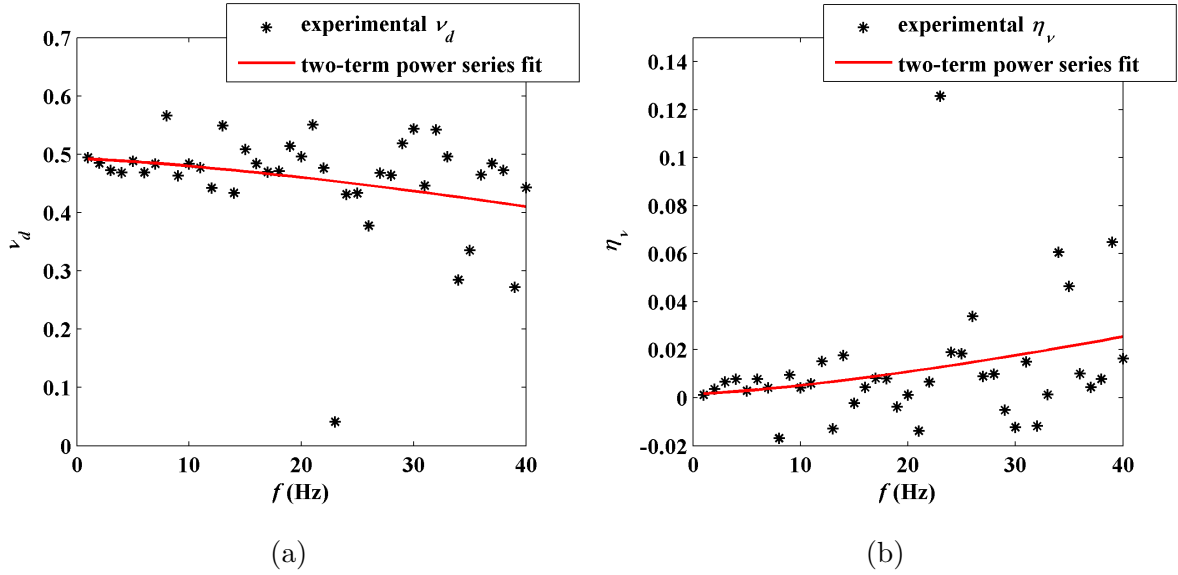 experimental ν_d
two-term power series fit
0.7
0.6
0.5
0.4
0.3
0.2
0.1
0
ν_d
0
10
20
30
40
f (Hz)
(a)
experimental η_ν
two-term power series fit
0.14
0.12
0.1
0.08
0.06
0.04
0.02
0
-0.02
η_ν
0
10
20
30
40
f (Hz)
(b)